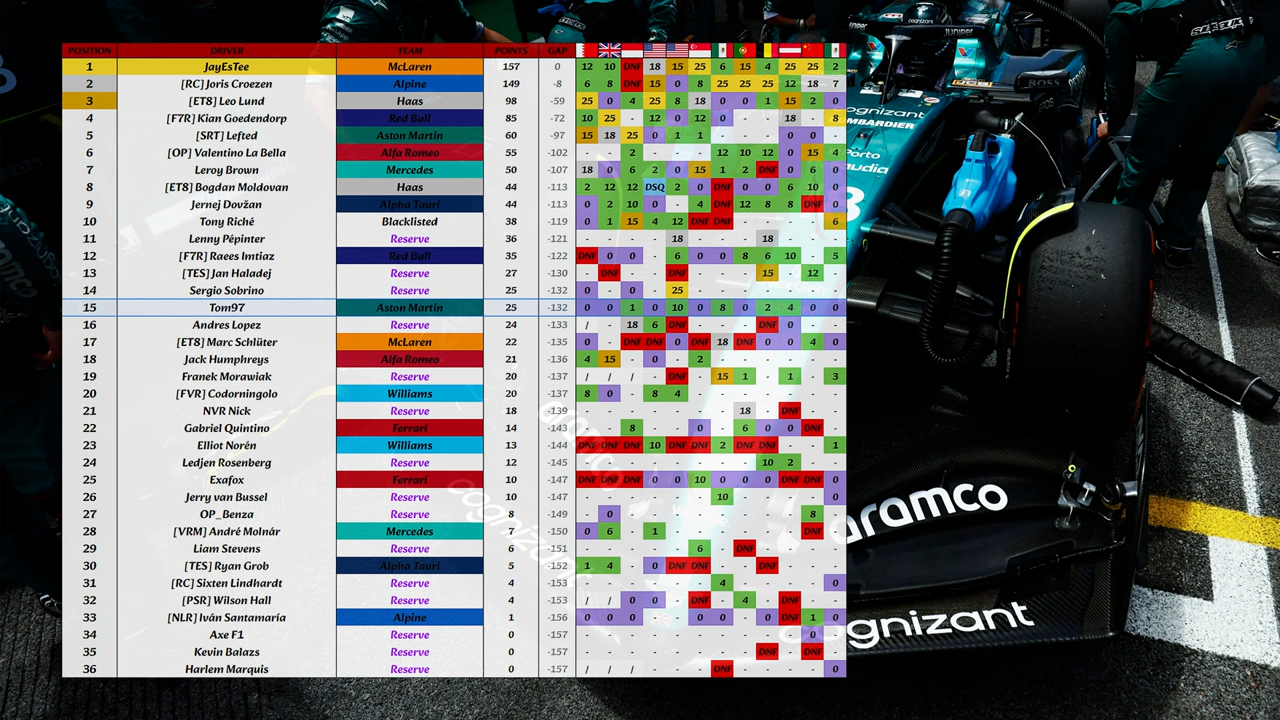 POSITION DRIVER TEAM POINTS GAP
1 JayEsTee McLaren 157 0 12 10 DNF 18 15 25 6 15 4 25 25 2
2 [RC] Joris Croezen Alpine 149 -8 6 8 DNF 15 0 8 25 25 25 12 18 7
3 [ET8] Leo Lund Haas 98 -59 25 0 4 25 8 18 0 0 1 15 2 0
4 [F7R] Kian Goedendorp Red Bull 85 -72 10 25 - 12 0 12 0 - - 18 - 8
5 [SRT] Lefted Aston Martin 60 -97 15 18 25 0 1 1 - - - 0 0 -
6 [OP] Valentino La Bella Alfa Romeo 55 -102 - - 2 - - - 12 10 12 0 15 4
7 Leroy Brown Mercedes 50 -107 18 0 6 2 0 15 1 2 DNF 0 6 0
8 [ET8] Bogdan Moldovan Haas 44 -113 2 12 12 DSQ 2 0 DNF 0 0 6 10 0
9 Jernej Dovžan Alpha Tauri 44 -113 0 2 10 0 - 4 DNF 12 8 8 DNF 0
10 Tony Riché Blacklisted 38 -119 0 1 15 4 12 DNF DNF - - - - 6
11 Lenny Pépinter Reserve 36 -121 - - - - 18 - - - 18 - - -
12 [F7R] Raees Imtiaz Red Bull 35 -122 DNF 0 0 - 6 0 0 8 6 10 - 5
13 [TES] Jan Haladej Reserve 27 -130 - DNF - - DNF - - - 15 - 12 -
14 Sergio Sobrino Reserve 25 -132 0 - 0 - 25 - - - - - - -
15 Tom97 Aston Martin 25 -132 0 0 1 0 10 0 8 0 2 4 0 0
16 Andres Lopez Reserve 24 -133 / - 18 6 DNF - - - DNF 0 - -
17 [ET8] Marc Schlüter McLaren 22 -135 0 - DNF DNF 0 DNF 18 DNF 0 0 4 0
18 Jack Humphreys Alfa Romeo 21 -136 4 15 - 0 - 2 - - - - - -
19 Franek Morawiak Reserve 20 -137 / / / - DNF - 15 1 - 1 - 3
20 [FVR] Codorningolo Williams 20 -137 8 0 - 8 4 - - - - - - -
21 NVR Nick Reserve 18 -139 - - - - - - - 18 - DNF - -
22 Gabriel Quintino Ferrari 14 -143 - - 8 - - 0 - 6 0 0 DNF -
23 Elliot Norén Williams 13 -144 DNF DNF DNF 10 DNF DNF 2 DNF DNF - - 1
24 Ledjen Rosenberg Reserve 12 -145 - - - - - - - - 10 2 - -
25 Exafox Ferrari 10 -147 DNF DNF DNF 0 0 10 0 0 0 DNF DNF 0
26 Jerry van Bussel Reserve 10 -147 - - - - - - 10 - - - - 0
27 OP_Benza Reserve 8 -149 - 0 - - - - - - - - 8 -
28 [VRM] André Molnár Mercedes 7 -150 0 6 - 1 - - - - - - DNF -
29 Liam Stevens Reserve 6 -151 - - - - - 6 - DNF - - - -
30 [TES] Ryan Grob Alpha Tauri 5 -152 1 4 - 0 DNF DNF - - DNF - - -
31 [RC] Sixten Lindhardt Reserve 4 -153 - - - - - - 4 - - - - 0
32 [PSR] Wilson Hall Reserve 4 -153 / / 0 0 - DNF - 4 - DNF - -
33 [NLR] Iván Santamaría Alpine 1 -156 0 0 0 - - 0 0 0 0 DNF 1 0
34 Axe F1 Reserve 0 -157 - - - - - - - - - - 0 -
35 Kevin Balazs Reserve 0 -157 - - - - - - - - DNF - DNF -
36 Harlem Marquis Reserve 0 -157 / / - - - - DNF - - - - 0
cognizant
JUNIPER
cognizant
BOMBARDIER
aramco
cognizant